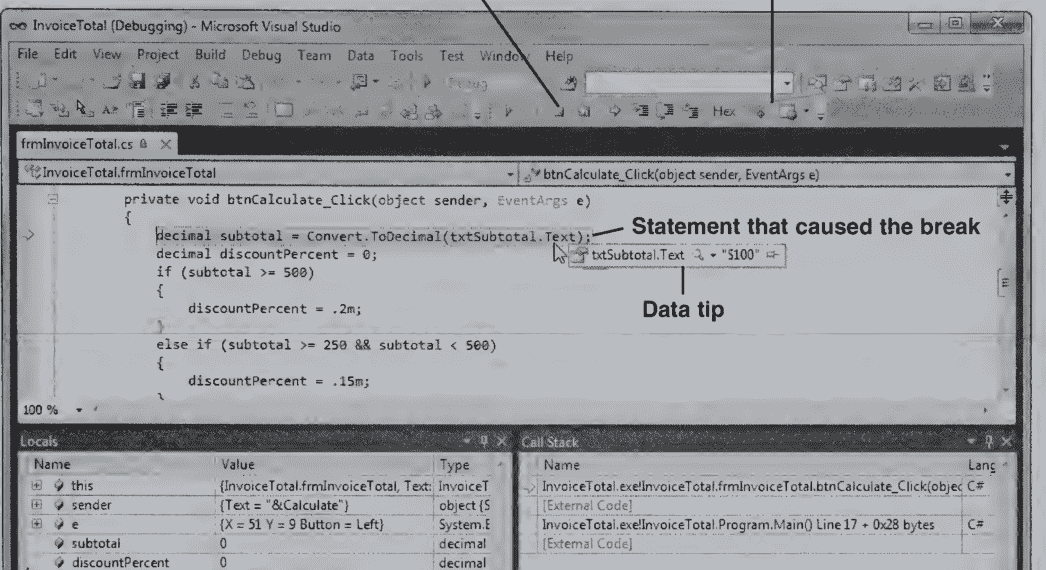 InvoiceTotal (Debugging) - Microsoft Visual Studio
File Edit View Project Build Debug Team Data Tools Test Window Help
Debug
Hex
frmInvoiceTotal.cs
InvoiceTotal.frmInvoiceTotal btnCalculate_Click(object sender, EventArgs e)
private void btnCalculate_Click(object sender, EventArgs e)
{
decimal subtotal = Convert.ToDecimal(txtSubtotal.Text);
Statement that caused the break
decimal discountPercent = 0;
txtSubtotal.Text "$100"
if (subtotal >= 500)
{
Data tip
discountPercent = .2m;
}
else if (subtotal >= 250 && subtotal < 500)
{
discountPercent = .15m;
}
100 %
Locals
Name Value Type
this {InvoiceTotal.frmInvoiceTotal, Text: InvoiceT
sender {Text = "&Calculate"} object {S
e {X = 51 Y = 9 Button = Left} System.E
subtotal 0 decimal
discountPercent 0 decimal
Call Stack
Name Lang
InvoiceTotal.exe!InvoiceTotal.frmInvoiceTotal.btnCalculate_Click(objec C#
[External Code]
InvoiceTotal.exe!InvoiceTotal.Program.Main() Line 17 + 0x28 bytes C#
[External Code]